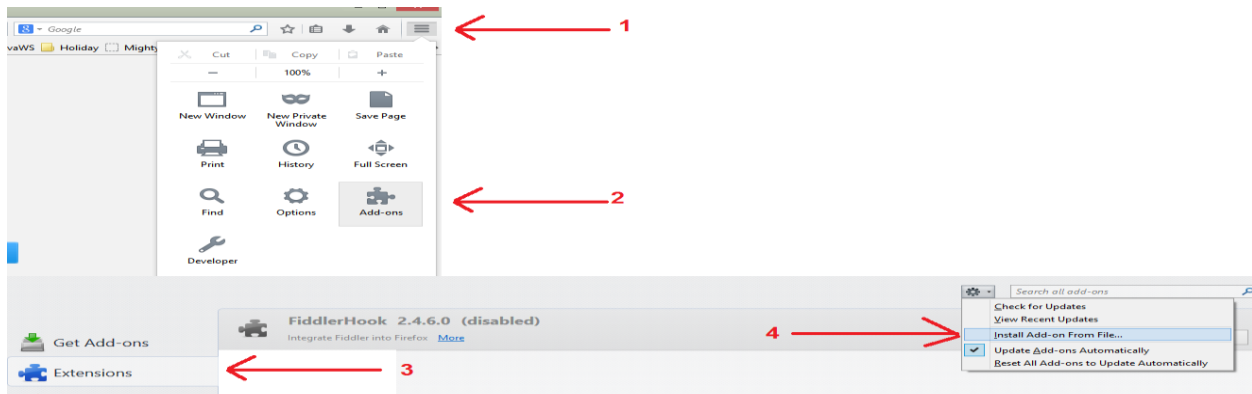 Google
1
vaWS Holiday Mighty
Cut Copy Paste
100%
New Window New Private Window Save Page
Print History Full Screen
2
Find Options Add-ons
Developer
Search all add-ons
Check for Updates
View Recent Updates
FiddlerHook 2.4.6.0 (disabled)
4
Install Add-on From File...
Integrate Fiddler into Firefox More
Get Add-ons
Update Add-ons Automatically
Reset All Add-ons to Update Automatically
Extensions
3